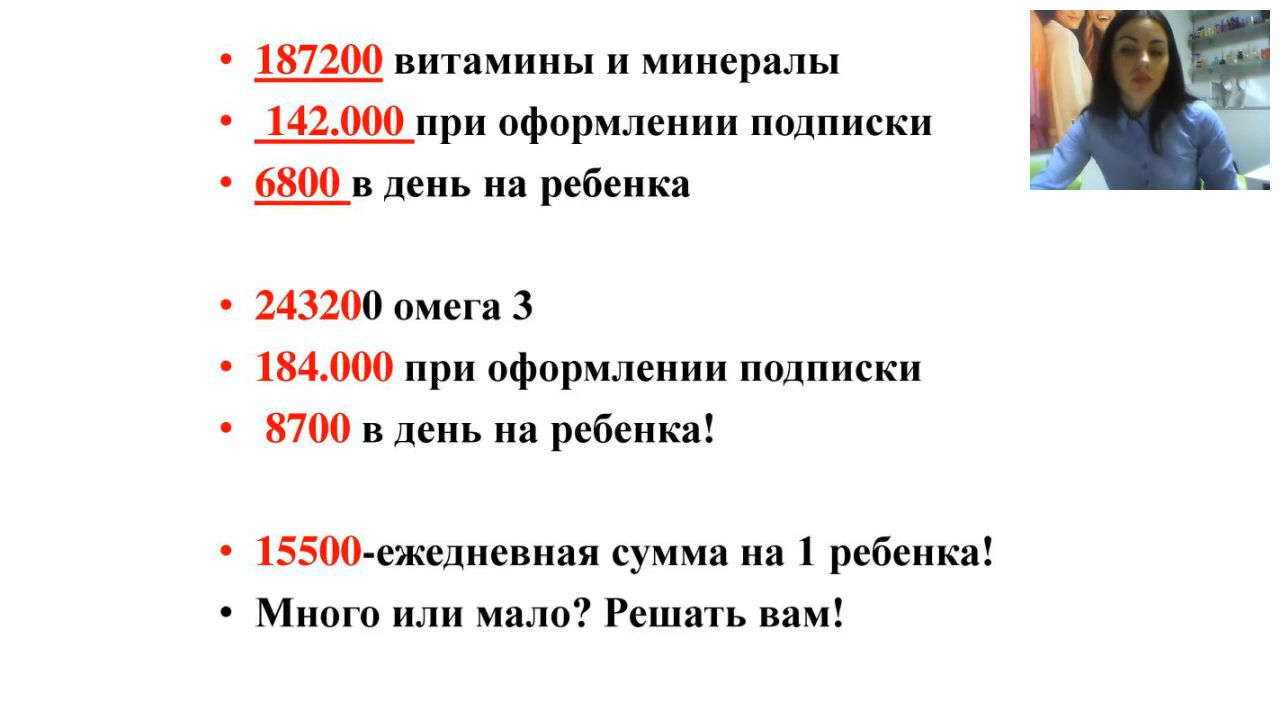 • 187200 витамины и минералы
• 142.000 при оформлении подписки
• 6800 в день на ребенка
• 243200 омега 3
• 184.000 при оформлении подписки
• 8700 в день на ребенка!
• 15500-ежедневная сумма на 1 ребенка!
• Много или мало? Решать вам!